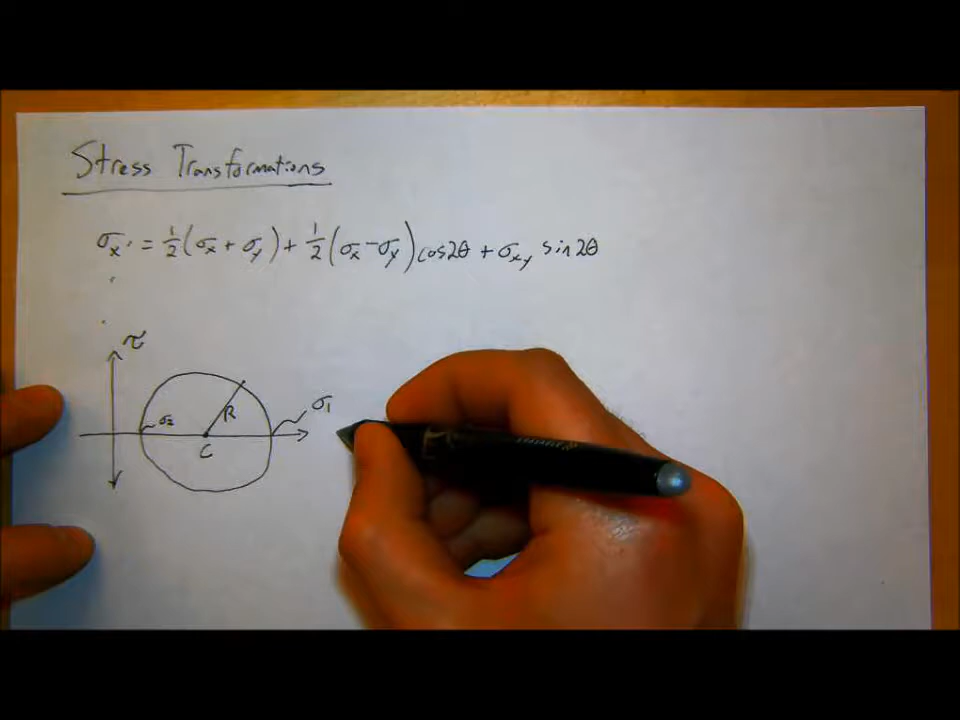 Stress Transformations
σx' = 1/2(σx + σy) + 1/2(σx - σy) cos2θ + σxy sin2θ
τ
σ1
σ2
R
C